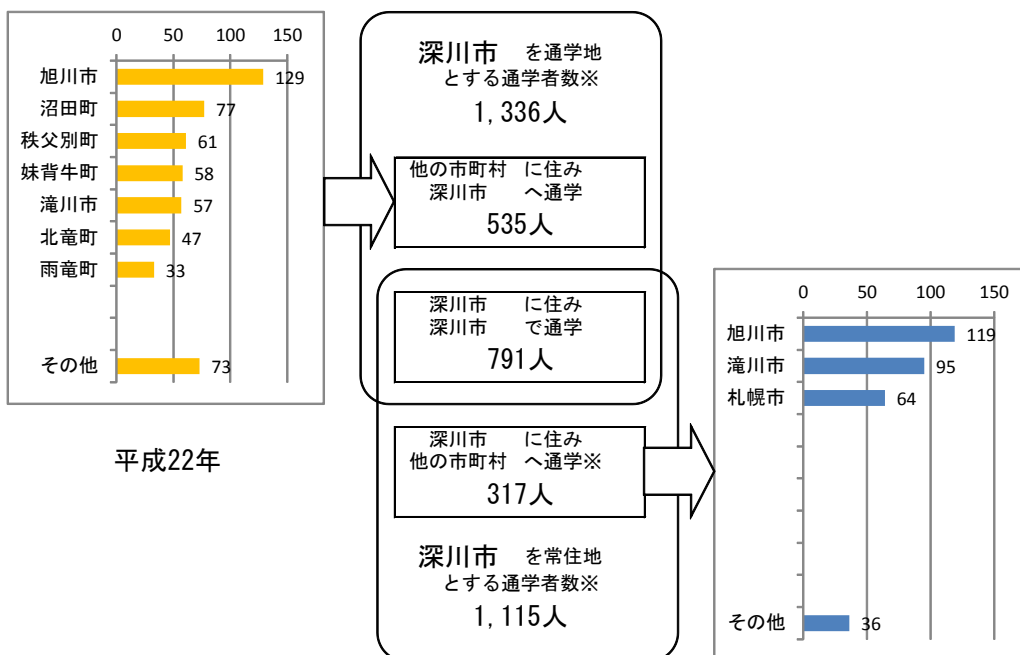 0 50 100 150
旭川市 129
沼田町 77
秩父別町 61
妹背牛町 58
滝川市 57
北竜町 47
雨竜町 33
その他 73
平成22年
深川市 を通学地
とする通学者数※
1,336人
他の市町村 に住み
深川市 へ通学
535人
深川市 に住み
深川市 で通学
791人
深川市 に住み
他の市町村 へ通学※
317人
深川市 を常住地
とする通学者数※
1,115人
0 50 100 150
旭川市 119
滝川市 95
札幌市 64
その他 36